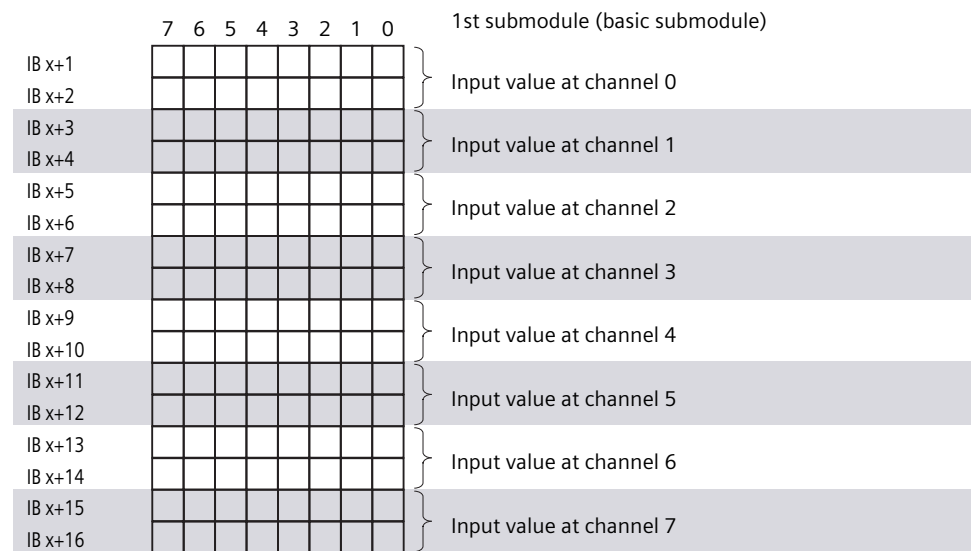 1st submodule (basic submodule)
7 6 5 4 3 2 1 0
IB x+1
IB x+2
Input value at channel 0
IB x+3
IB x+4
Input value at channel 1
IB x+5
IB x+6
Input value at channel 2
IB x+7
IB x+8
Input value at channel 3
IB x+9
IB x+10
Input value at channel 4
IB x+11
IB x+12
Input value at channel 5
IB x+13
IB x+14
Input value at channel 6
IB x+15
IB x+16
Input value at channel 7